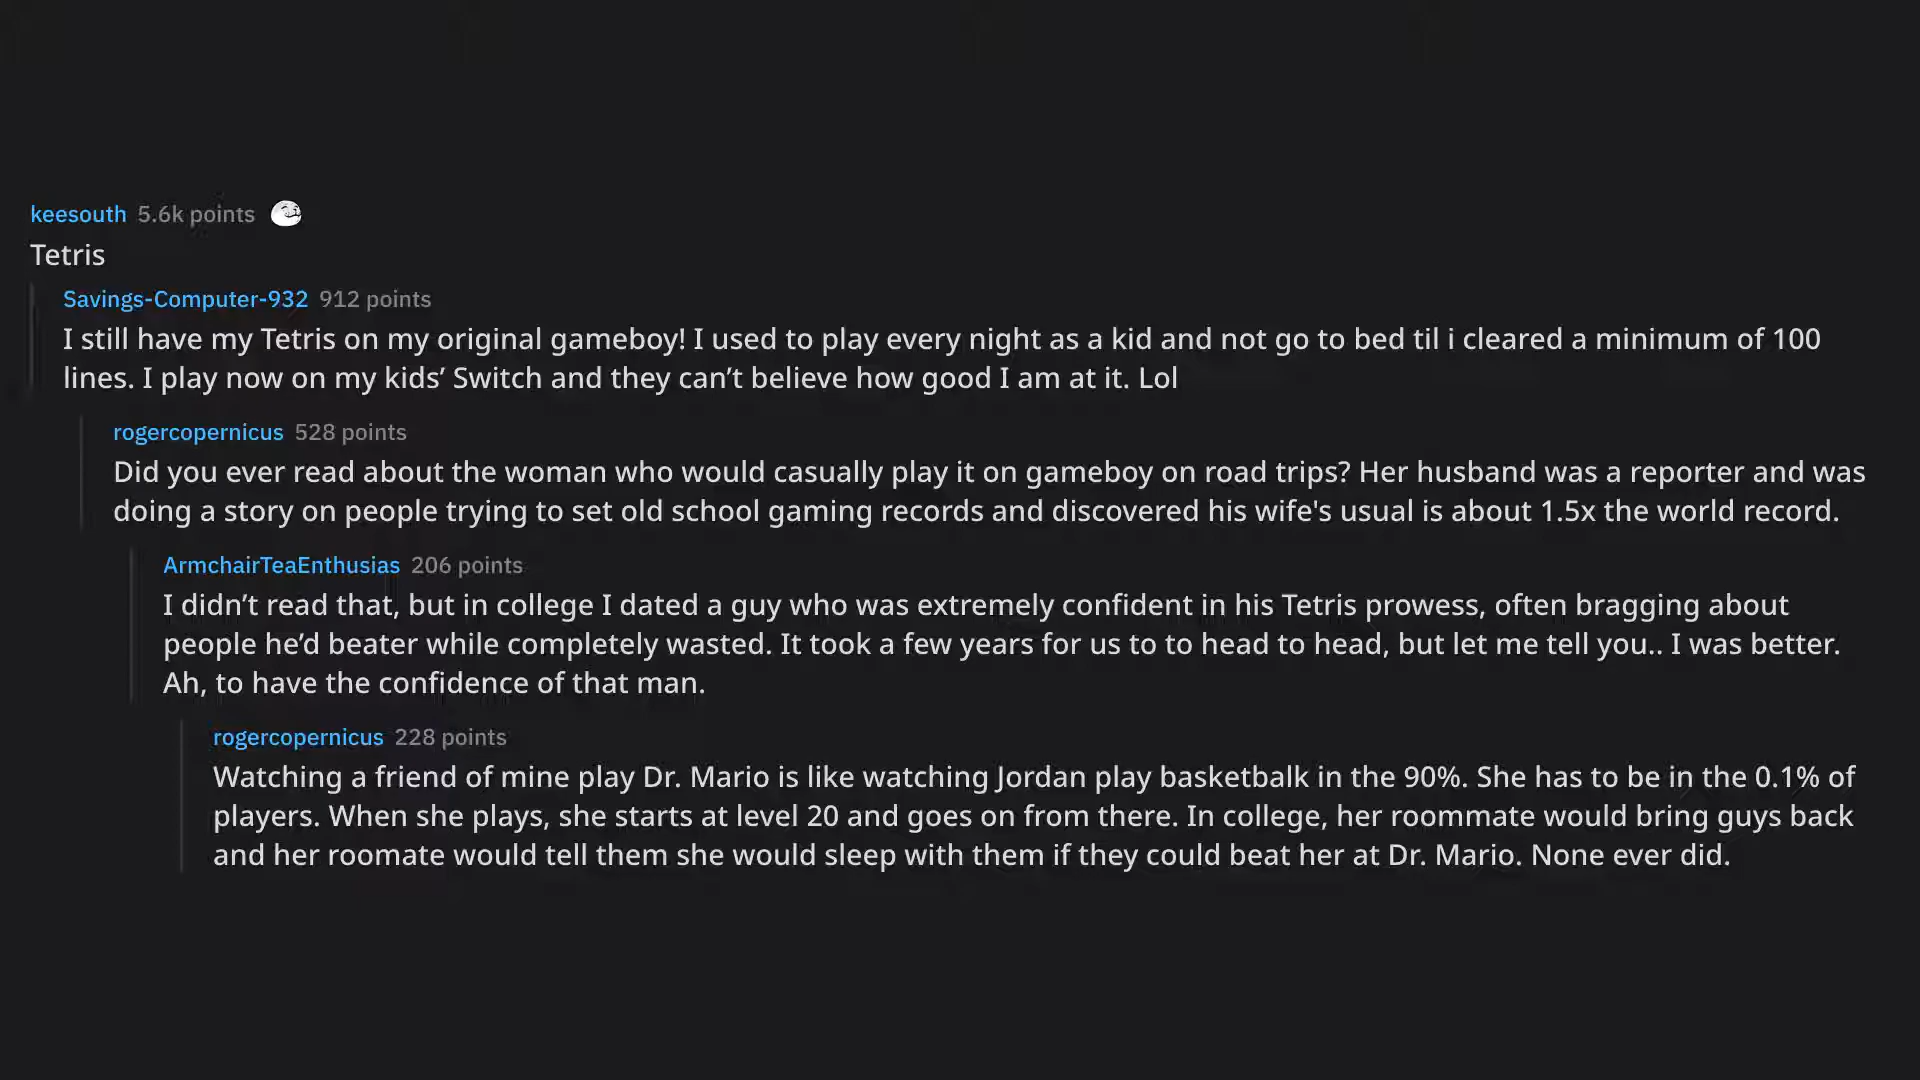 keesouth 5.6k points
Tetris
Savings-Computer-932 912 points
I still have my Tetris on my original gameboy! I used to play every night as a kid and not go to bed til i cleared a minimum of 100
lines. I play now on my kids’ Switch and they can’t believe how good I am at it. Lol
rogercopernicus 528 points
Did you ever read about the woman who would casually play it on gameboy on road trips? Her husband was a reporter and was
doing a story on people trying to set old school gaming records and discovered his wife's usual is about 1.5x the world record.
ArmchairTeaEnthusias 206 points
I didn’t read that, but in college I dated a guy who was extremely confident in his Tetris prowess, often bragging about
people he’d beater while completely wasted. It took a few years for us to to head to head, but let me tell you.. I was better.
Ah, to have the confidence of that man.
rogercopernicus 228 points
Watching a friend of mine play Dr. Mario is like watching Jordan play basketbalk in the 90%. She has to be in the 0.1% of
players. When she plays, she starts at level 20 and goes on from there. In college, her roommate would bring guys back
and her roomate would tell them she would sleep with them if they could beat her at Dr. Mario. None ever did.